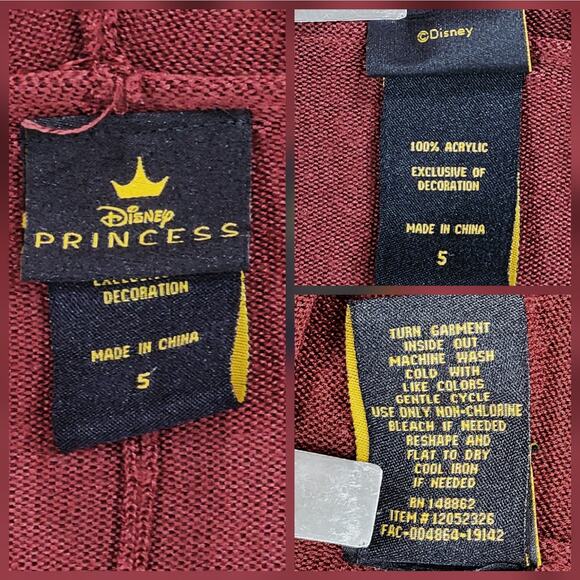 Disney
PRINCESS
EXCLUSIVE OF
DECORATION
MADE IN CHINA
5
©Disney
100% ACRYLIC
EXCLUSIVE OF
DECORATION
MADE IN CHINA
5
TURN GARMENT
INSIDE OUT
MACHINE WASH
COLD WITH
LIKE COLORS
GENTLE CYCLE
USE ONLY NON-CHLORINE
BLEACH IF NEEDED
RESHAPE AND
FLAT TO DRY
COOL IRON
IF NEEDED
RN 148862
ITEM # 12052326
FAC-004864-19142